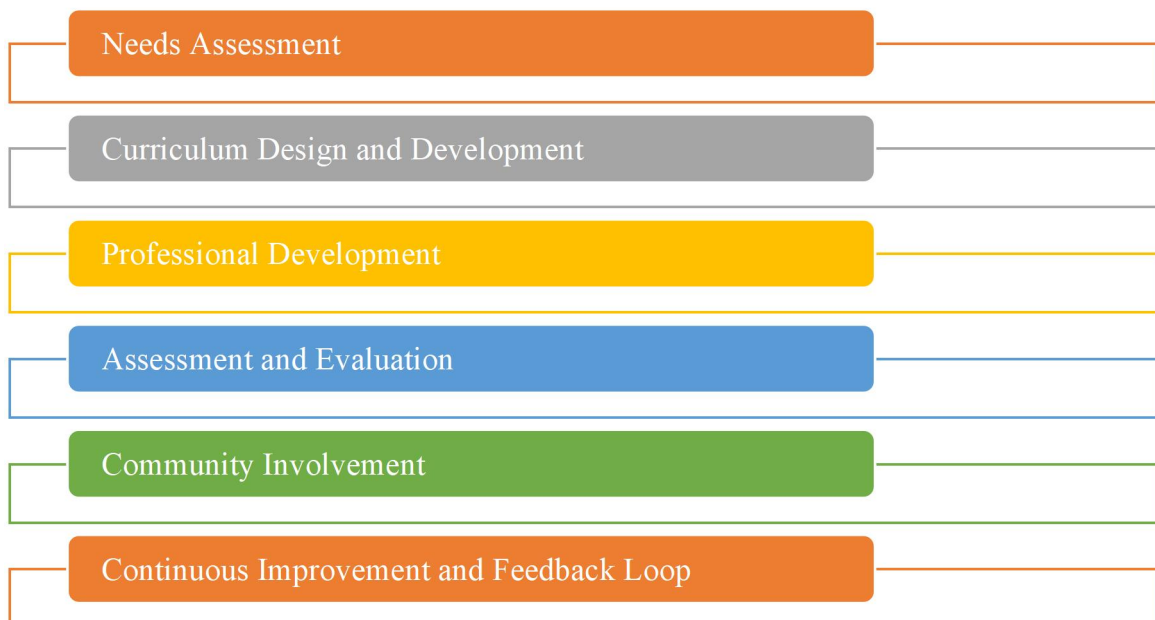 Needs Assessment
Curriculum Design and Development
Professional Development
Assessment and Evaluation
Community Involvement
Continuous Improvement and Feedback Loop